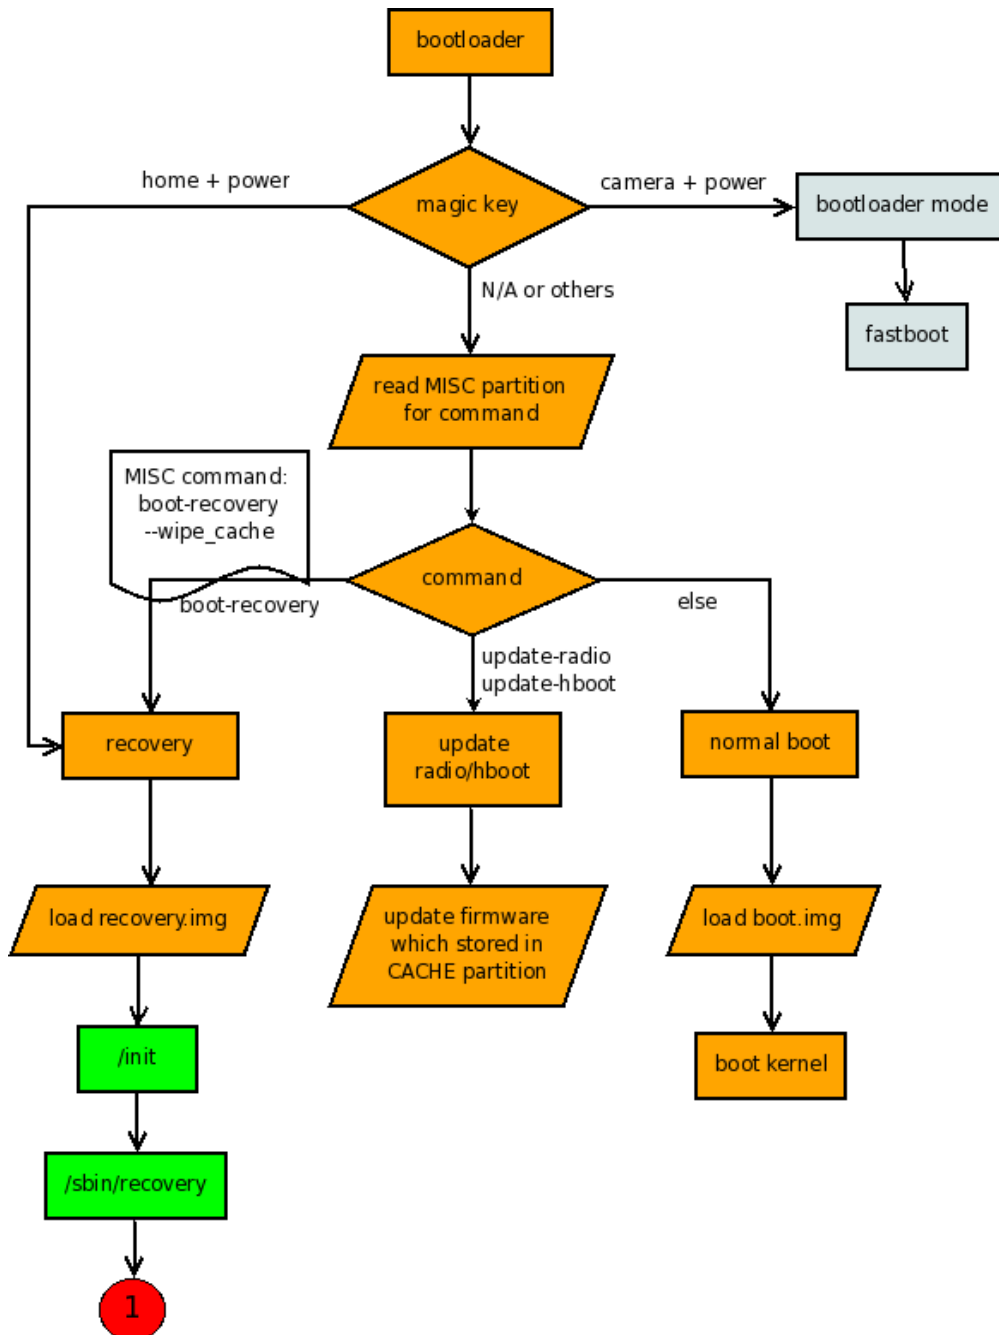 bootloader
home + power
magic key
camera + power
bootloader mode
N/A or others
fastboot
read MISC partition
for command
MISC command:
boot-recovery
--wipe_cache
command
boot-recovery
else
update-radio
update-hboot
recovery
update
radio/hboot
normal boot
load recovery.img
update firmware
which stored in
CACHE partition
load boot.img
/init
boot kernel
/sbin/recovery
1